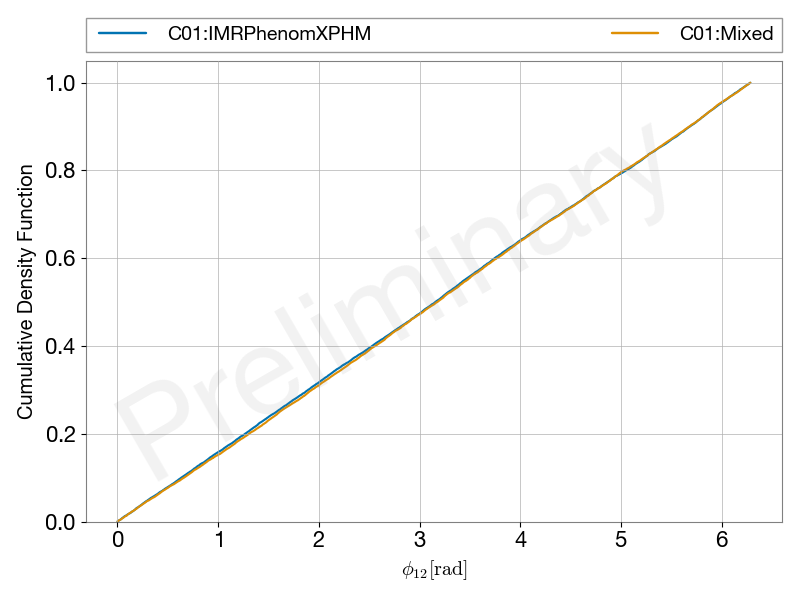 C01:IMRPhenomXPHM C01:Mixed
1.0
0.8
0.6
0.4
0.2
0.0
Cumulative Density Function
Preliminary
0 1 2 3 4 5 6
ϕ₁₂[rad]